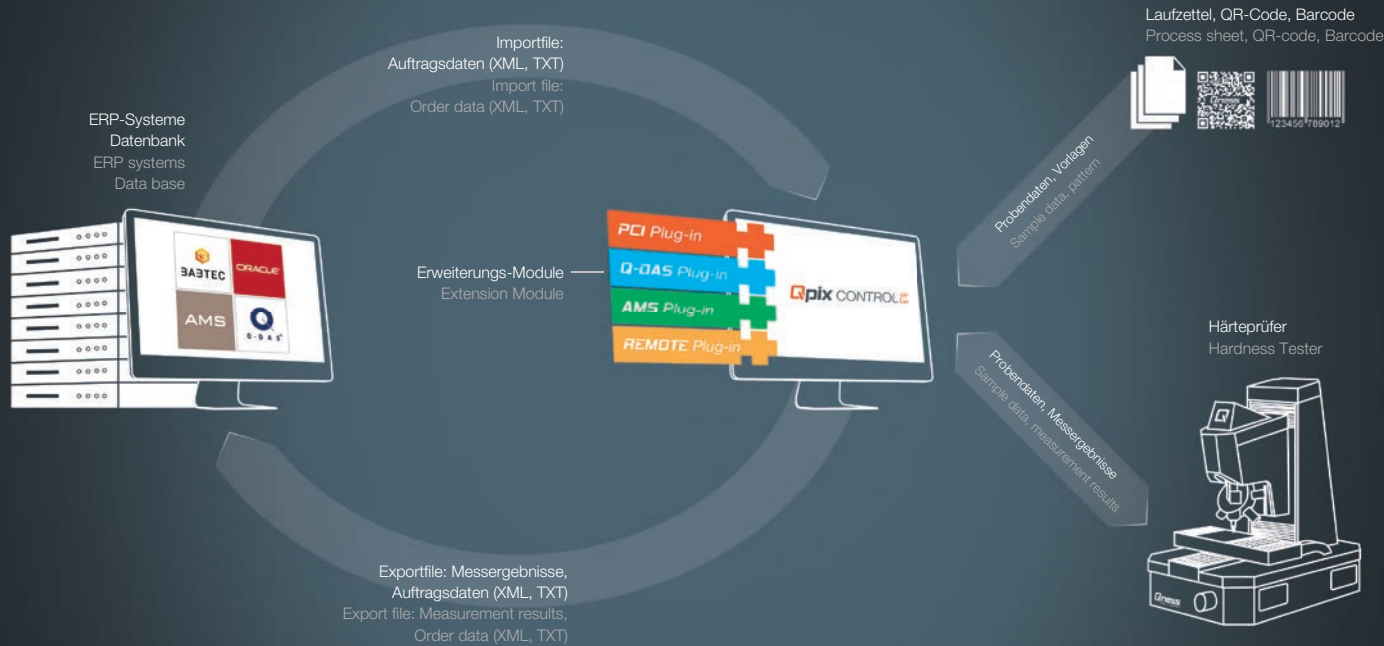 Laufzettel, QR-Code, Barcode
Process sheet, QR-code, Barcode
Qness
123456 789012
Importfile:
Auftragsdaten (XML, TXT)
Import file:
Order data (XML, TXT)
ERP-Systeme
Datenbank
ERP systems
Data base
BABTEC
ORACLE
AMS
Q-DAS
Erweiterungs-Module
Extension Module
PCI Plug-in
Q-DAS Plug-in
AMS Plug-in
REMOTE Plug-in
Qpix CONTROL
Probendaten, Vorlagen
Sample data, pattern
Probendaten, Messergebnisse
Sample data, measurement results
Härteprüfer
Hardness Tester
Q
Qness
Exportfile: Messergebnisse,
Auftragsdaten (XML, TXT)
Export file: Measurement results,
Order data (XML, TXT)